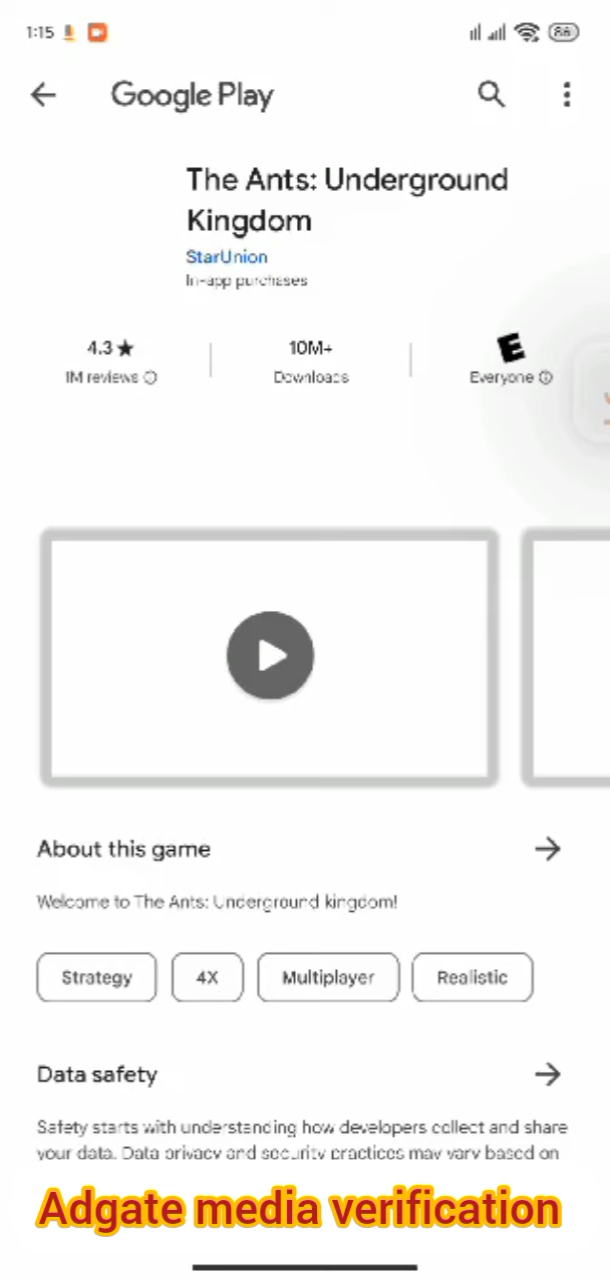 1:15
86
Google Play
The Ants: Underground
Kingdom
StarUnion
In-app purchases
4.3★
1M reviews
10M+
Downloads
E
Everyone
About this game
Welcome to The Ants: Underground kingdom!
Strategy
4X
Multiplayer
Realistic
Data safety
Safety starts with understanding how developers collect and share
your data. Data privacy and security practices may vary based on
Adgate media verification